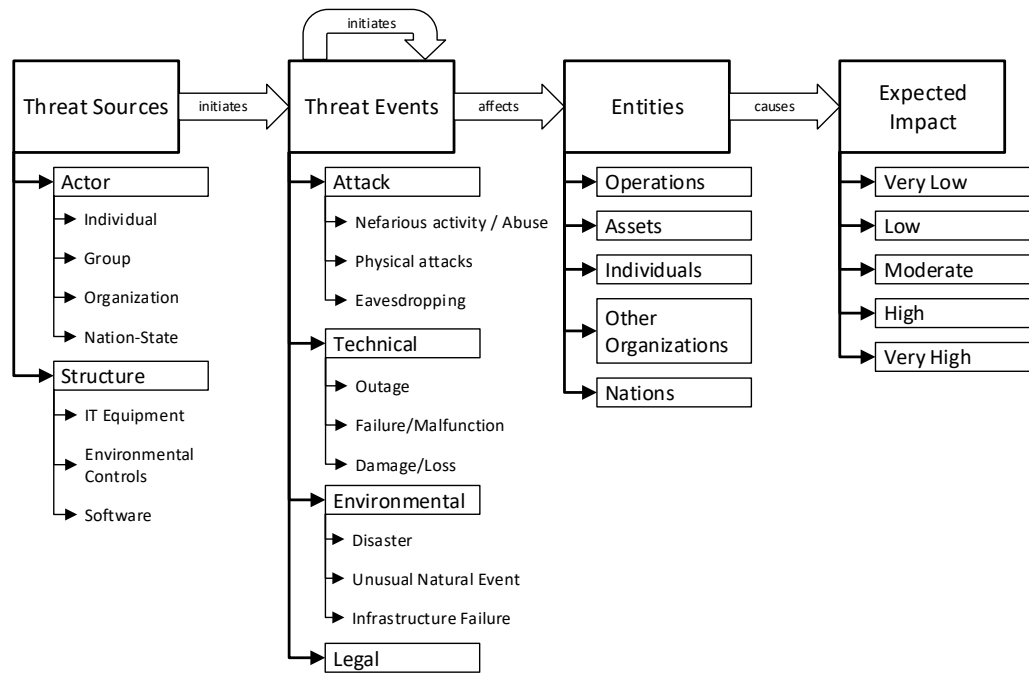 initiates
Threat Sources
initiates
Threat Events
affects
Entities
causes
Expected
Impact
Actor
Individual
Group
Organization
Nation-State
Structure
IT Equipment
Environmental
Controls
Software
Attack
Nefarious activity / Abuse
Physical attacks
Eavesdropping
Technical
Outage
Failure/Malfunction
Damage/Loss
Environmental
Disaster
Unusual Natural Event
Infrastructure Failure
Legal
Operations
Assets
Individuals
Other
Organizations
Nations
Very Low
Low
Moderate
High
Very High